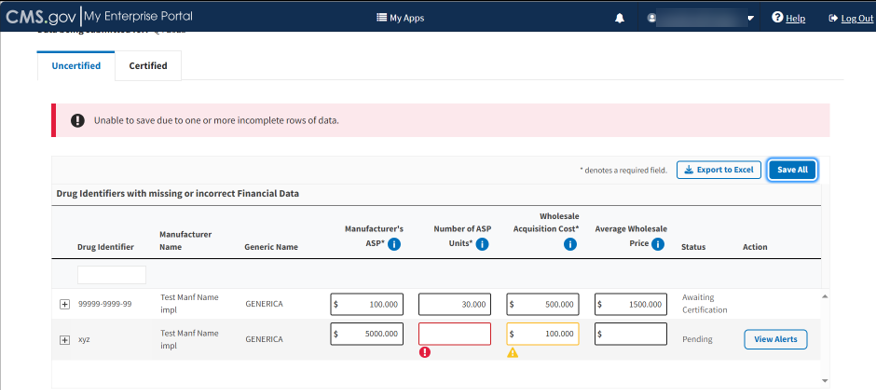 CMS.gov My Enterprise Portal
My Apps
Help
Log Out
Uncertified
Certified
Unable to save due to one or more incomplete rows of data.
* denotes a required field.
Export to Excel
Save All
Drug Identifiers with missing or incorrect Financial Data
Drug Identifier
Manufacturer
Name
Generic Name
Manufacturer's
ASP*
Number of ASP
Units*
Wholesale
Acquisition Cost*
Average Wholesale
Price
Status
Action
99999-9999-99
Test Manf Name
impl
GENERICA
$ 100.000
30.000
$ 500.000
$ 1500.000
Awaiting
Certification
xyz
Test Manf Name
impl
GENERICA
$ 5000.000
$ 100.000
$
Pending
View Alerts